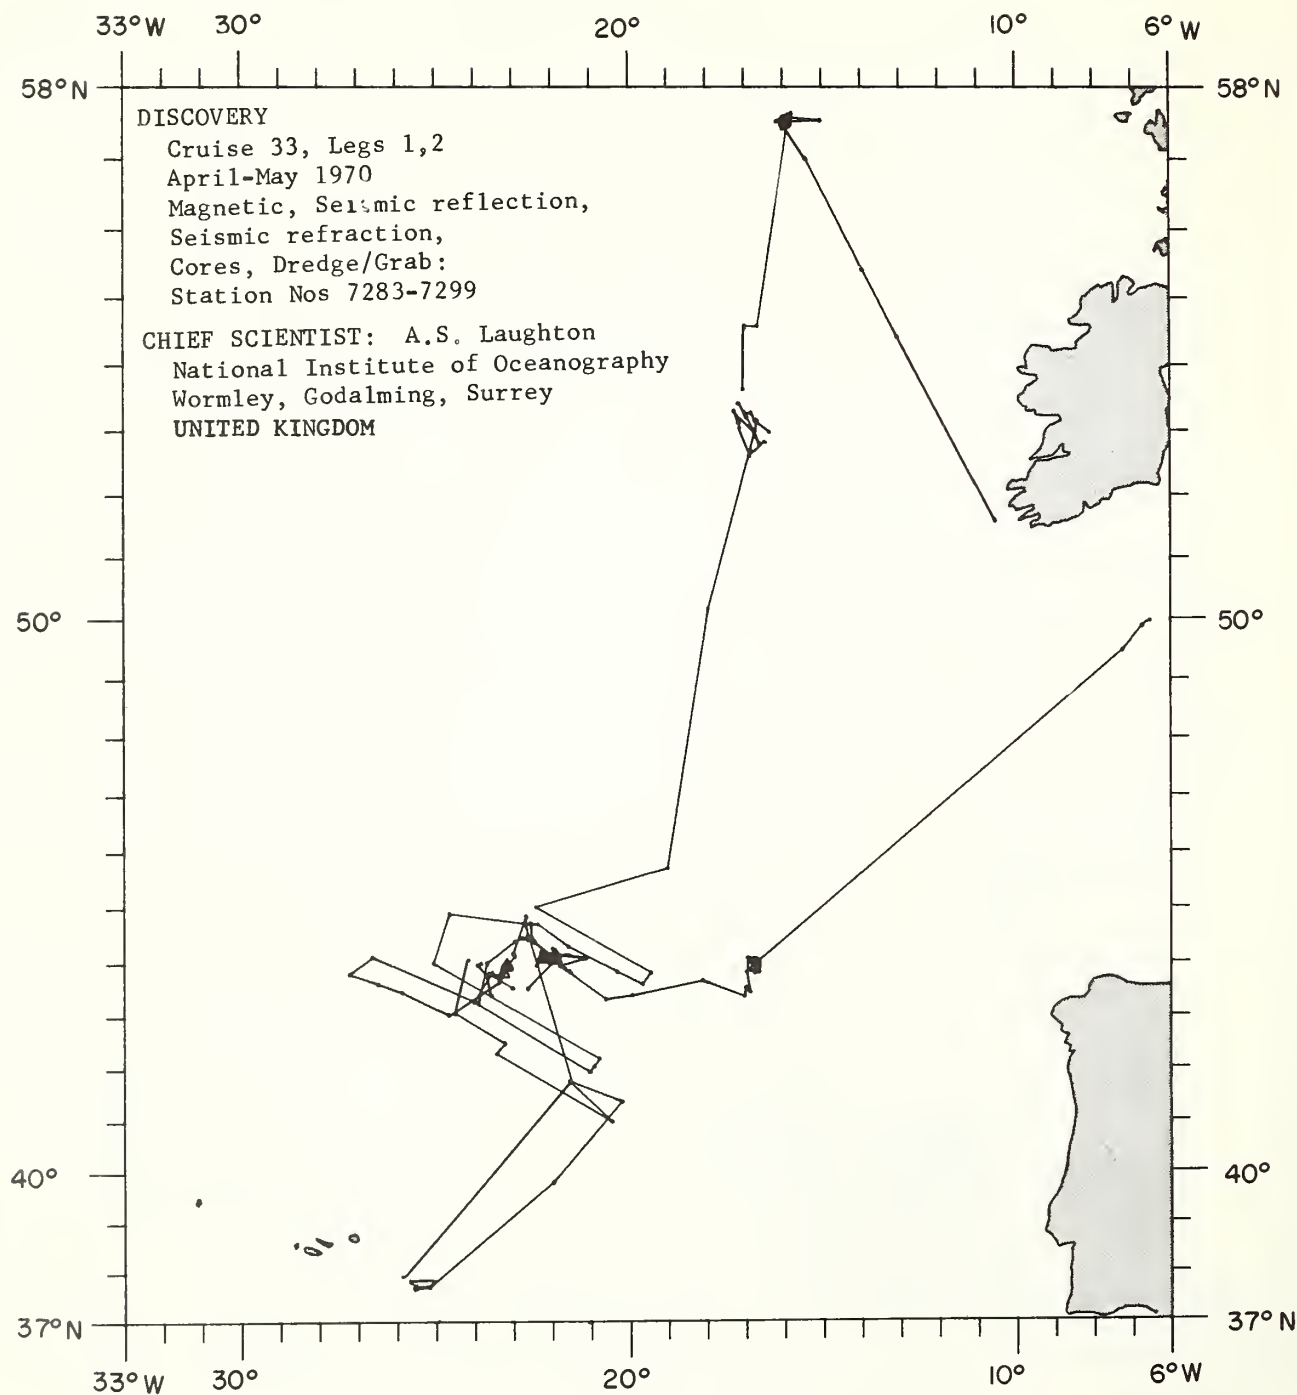 33°W 30° 20° 10° 6° W
58°N 58°N
DISCOVERY
Cruise 33, Legs 1,2
April-May 1970
Magnetic, Seismic reflection,
Seismic refraction,
Cores, Dredge/Grab:
Station Nos 7283-7299
CHIEF SCIENTIST: A.S. Laughton
National Institute of Oceanography
Wormley, Godalming, Surrey
UNITED KINGDOM
50° 50°
40° 40°
37°N 37°N
33°W 30° 20° 10° 6°W